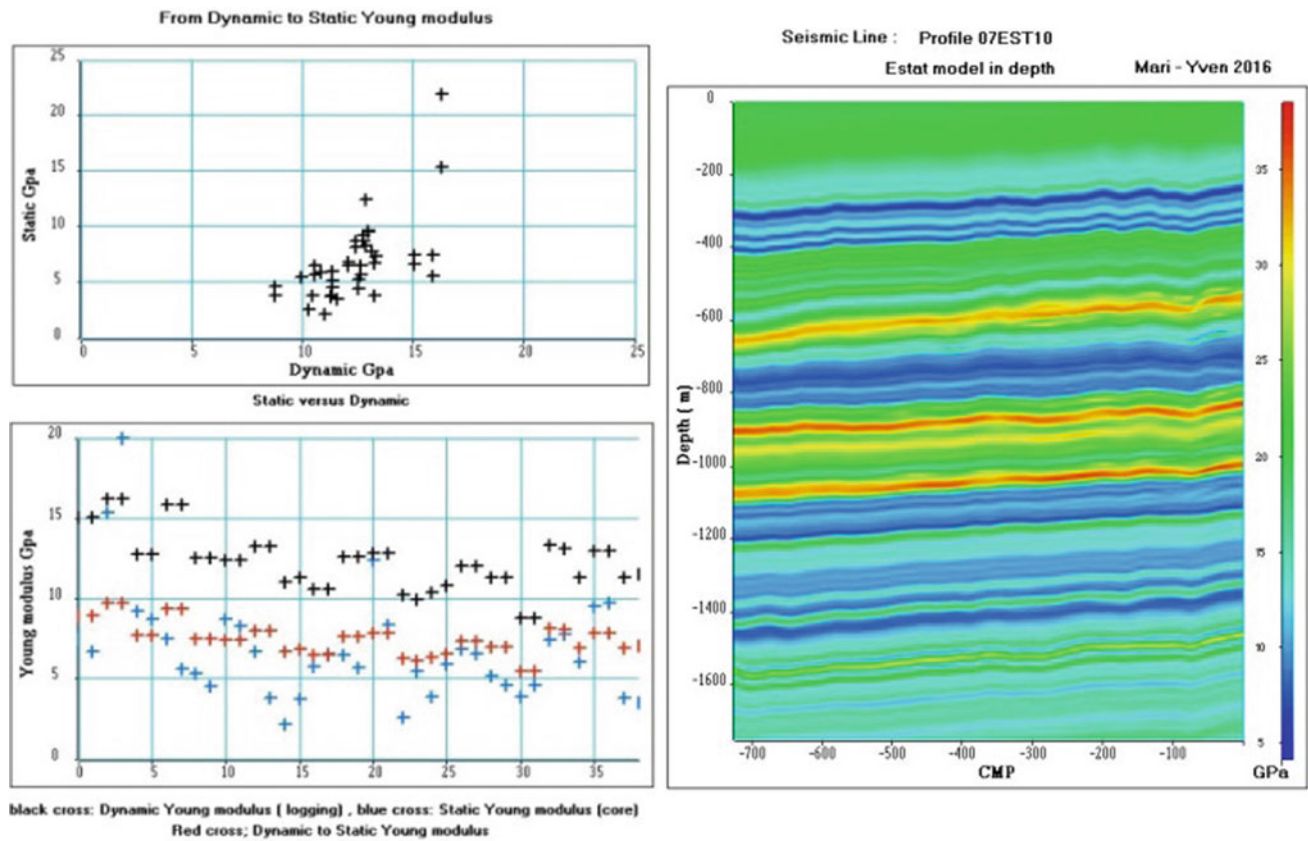 From Dynamic to Static Young modulus
25
20
15
10
5
0
Static Gpa
0 5 10 15 20 25
Dynamic Gpa
Static versus Dynamic
20
15
10
5
0
Young modulus Gpa
0 5 10 15 20 25 30 35
black cross: Dynamic Young modulus ( logging) , blue cross: Static Young modulus (core)
Red cross; Dynamic to Static Young modulus
Seismic Line : Profile 07EST10
Estat model in depth Mari - Yven 2016
0
-200
-400
-600
-800
-1000
-1200
-1400
-1600
Depth ( m)
-700 -600 -500 -400 -300 -200 -100
CMP
35
30
25
20
15
10
5
GPa